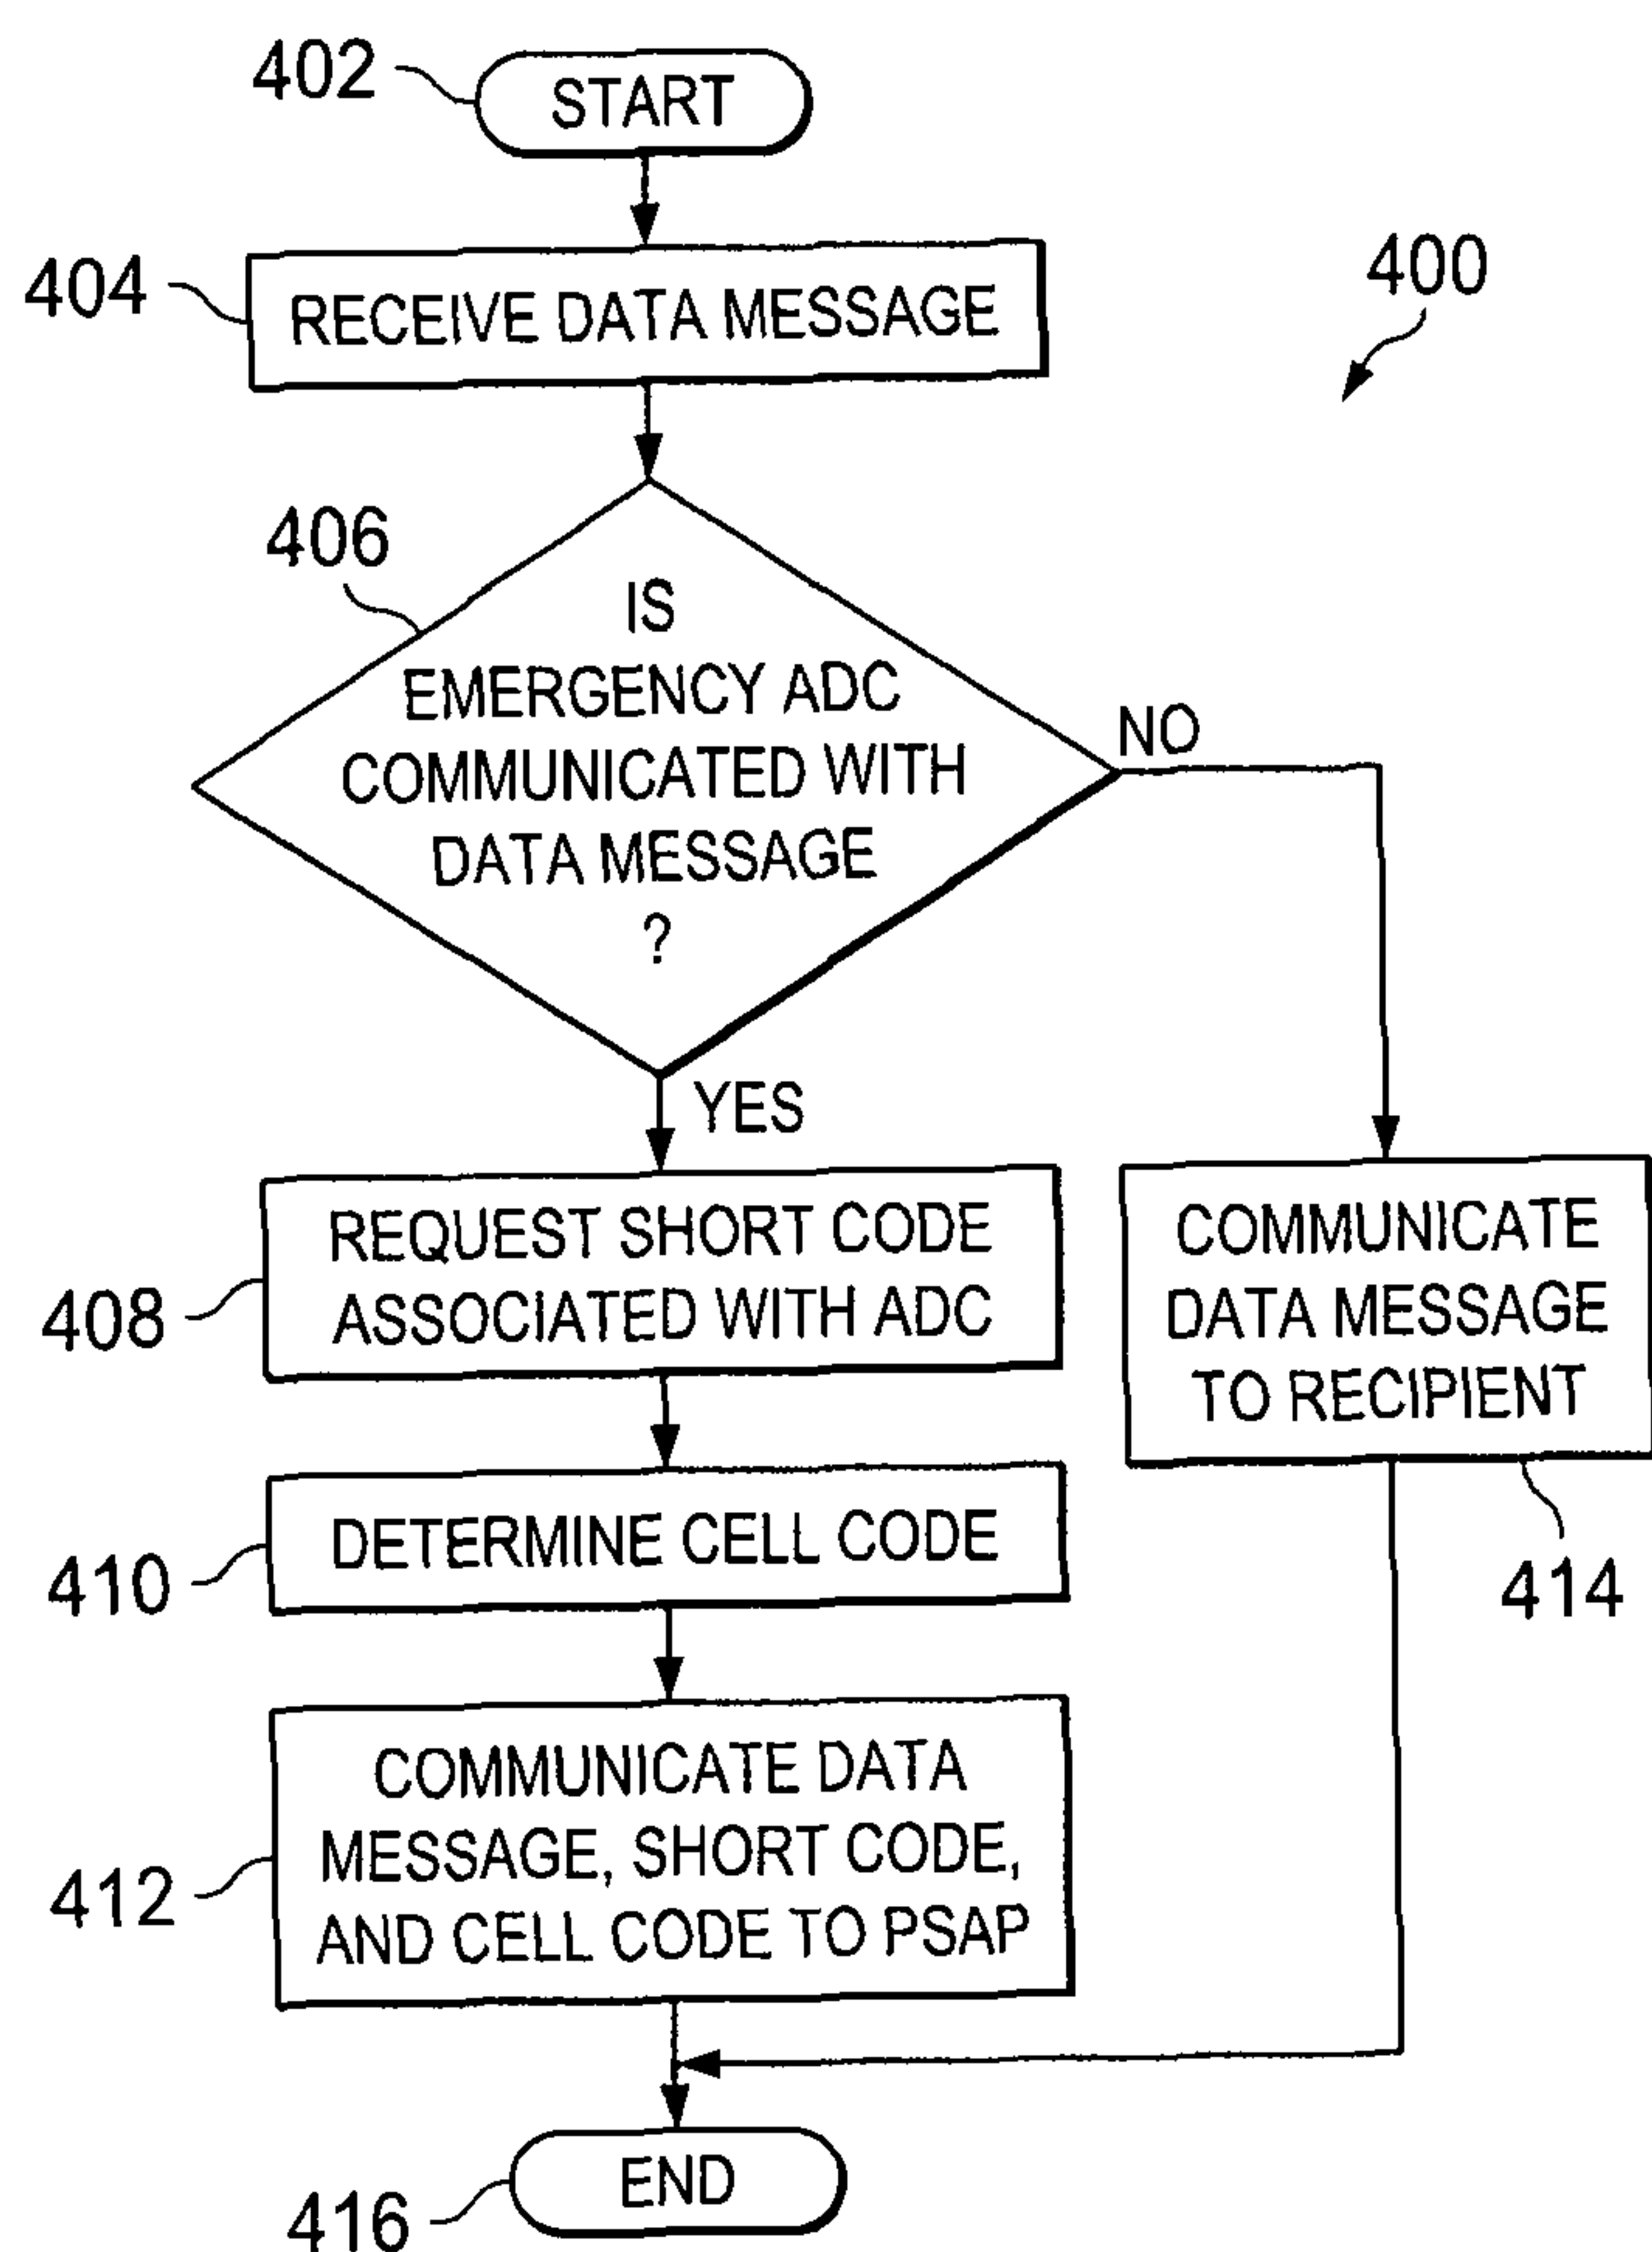 402
START
404
RECEIVE DATA MESSAGE
400
406
IS
EMERGENCY ADC
COMMUNICATED WITH
DATA MESSAGE
?
NO
YES
408
REQUEST SHORT CODE
ASSOCIATED WITH ADC
COMMUNICATE
DATA MESSAGE
TO RECIPIENT
414
410
DETERMINE CELL CODE
412
COMMUNICATE DATA
MESSAGE, SHORT CODE,
AND CELL CODE TO PSAP
416
END